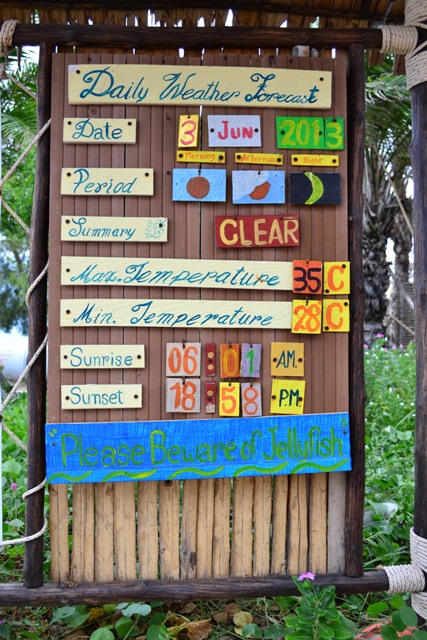 Daily Weather Forecast
Date 3 Jun 2013
Morning Afternoon Night
Period
Summary CLEAR
Max. Temperature 35 C
Min. Temperature 28 C
Sunrise 06 : 01 AM.
Sunset 18 : 58 P.M.
Please Beware of Jellyfish